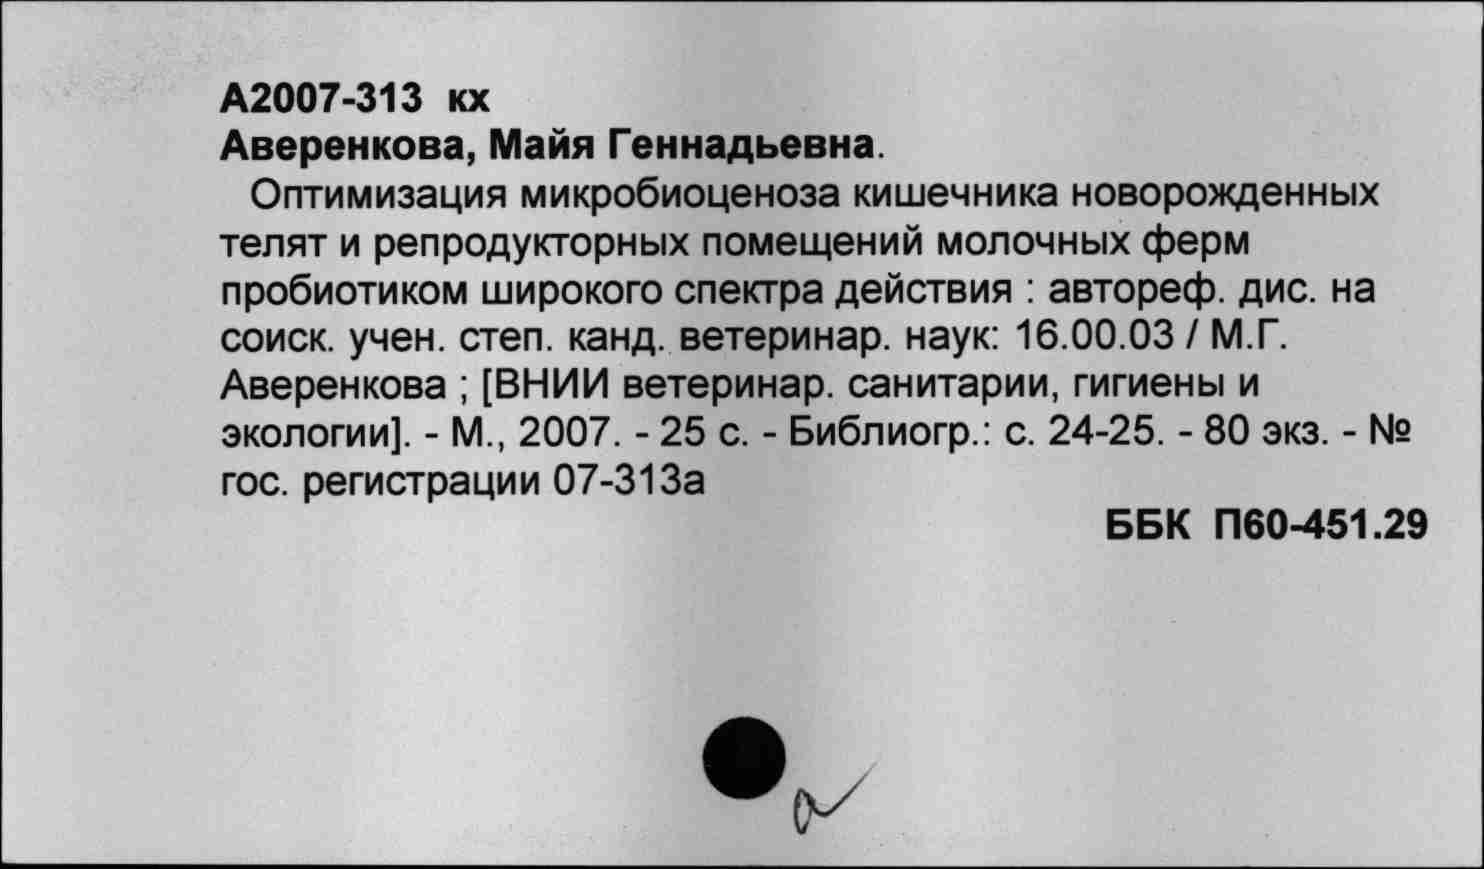 А2007-313 кх
Аверенкова, Майя Геннадьевна.
Оптимизация микробиоценоза кишечника новорожденных
телят и репродукторных помещений молочных ферм
пробиотиком широкого спектра действия : автореф. дис. на
соиск. учен. степ. канд. ветеринар. наук: 16.00.03 / М.Г.
Аверенкова ; [ВНИИ ветеринар. санитарии, гигиены и
экологии]. - М., 2007. - 25 с. - Библиогр.: с. 24-25. - 80 экз. - №
гос. регистрации 07-313а
ББК П60-451.29